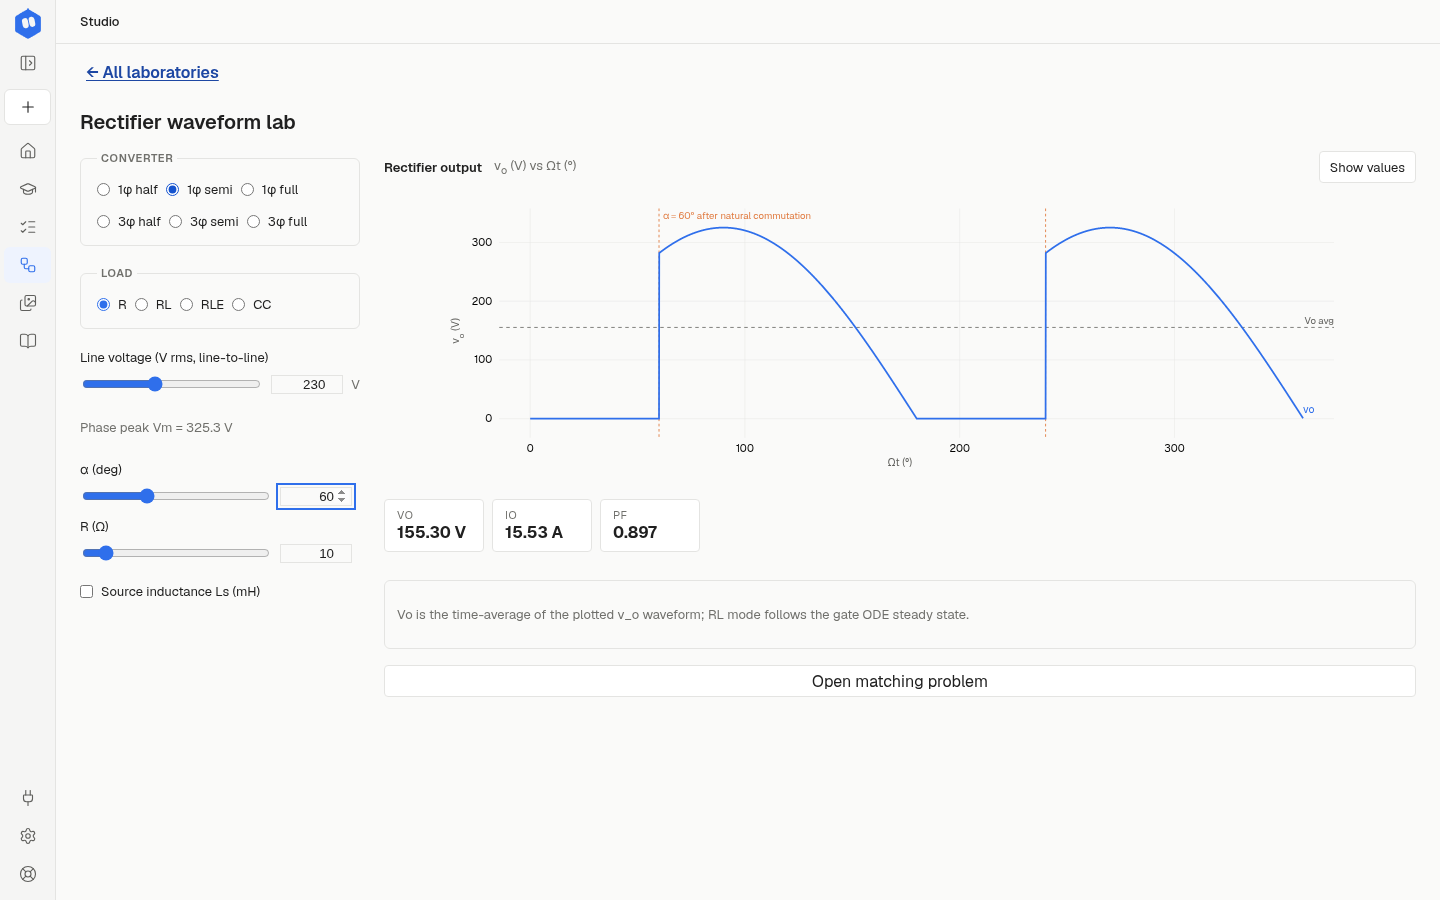 Studio
← All laboratories
Rectifier waveform lab
CONVERTER
1φ half 1φ semi 1φ full
3φ half 3φ semi 3φ full
LOAD
R RL RLE CC
Line voltage (V rms, line-to-line)
230 V
Phase peak Vm = 325.3 V
α (deg)
60
R (Ω)
10
Source inductance Ls (mH)
Rectifier output vo (V) vs Ωt (°)
Show values
α = 60° after natural commutation
300
200
100
0
vo (V)
Vo avg
vo
0 100 200 300
Ωt (°)
VO
155.30 V
IO
15.53 A
PF
0.897
Vo is the time-average of the plotted v_o waveform; RL mode follows the gate ODE steady state.
Open matching problem